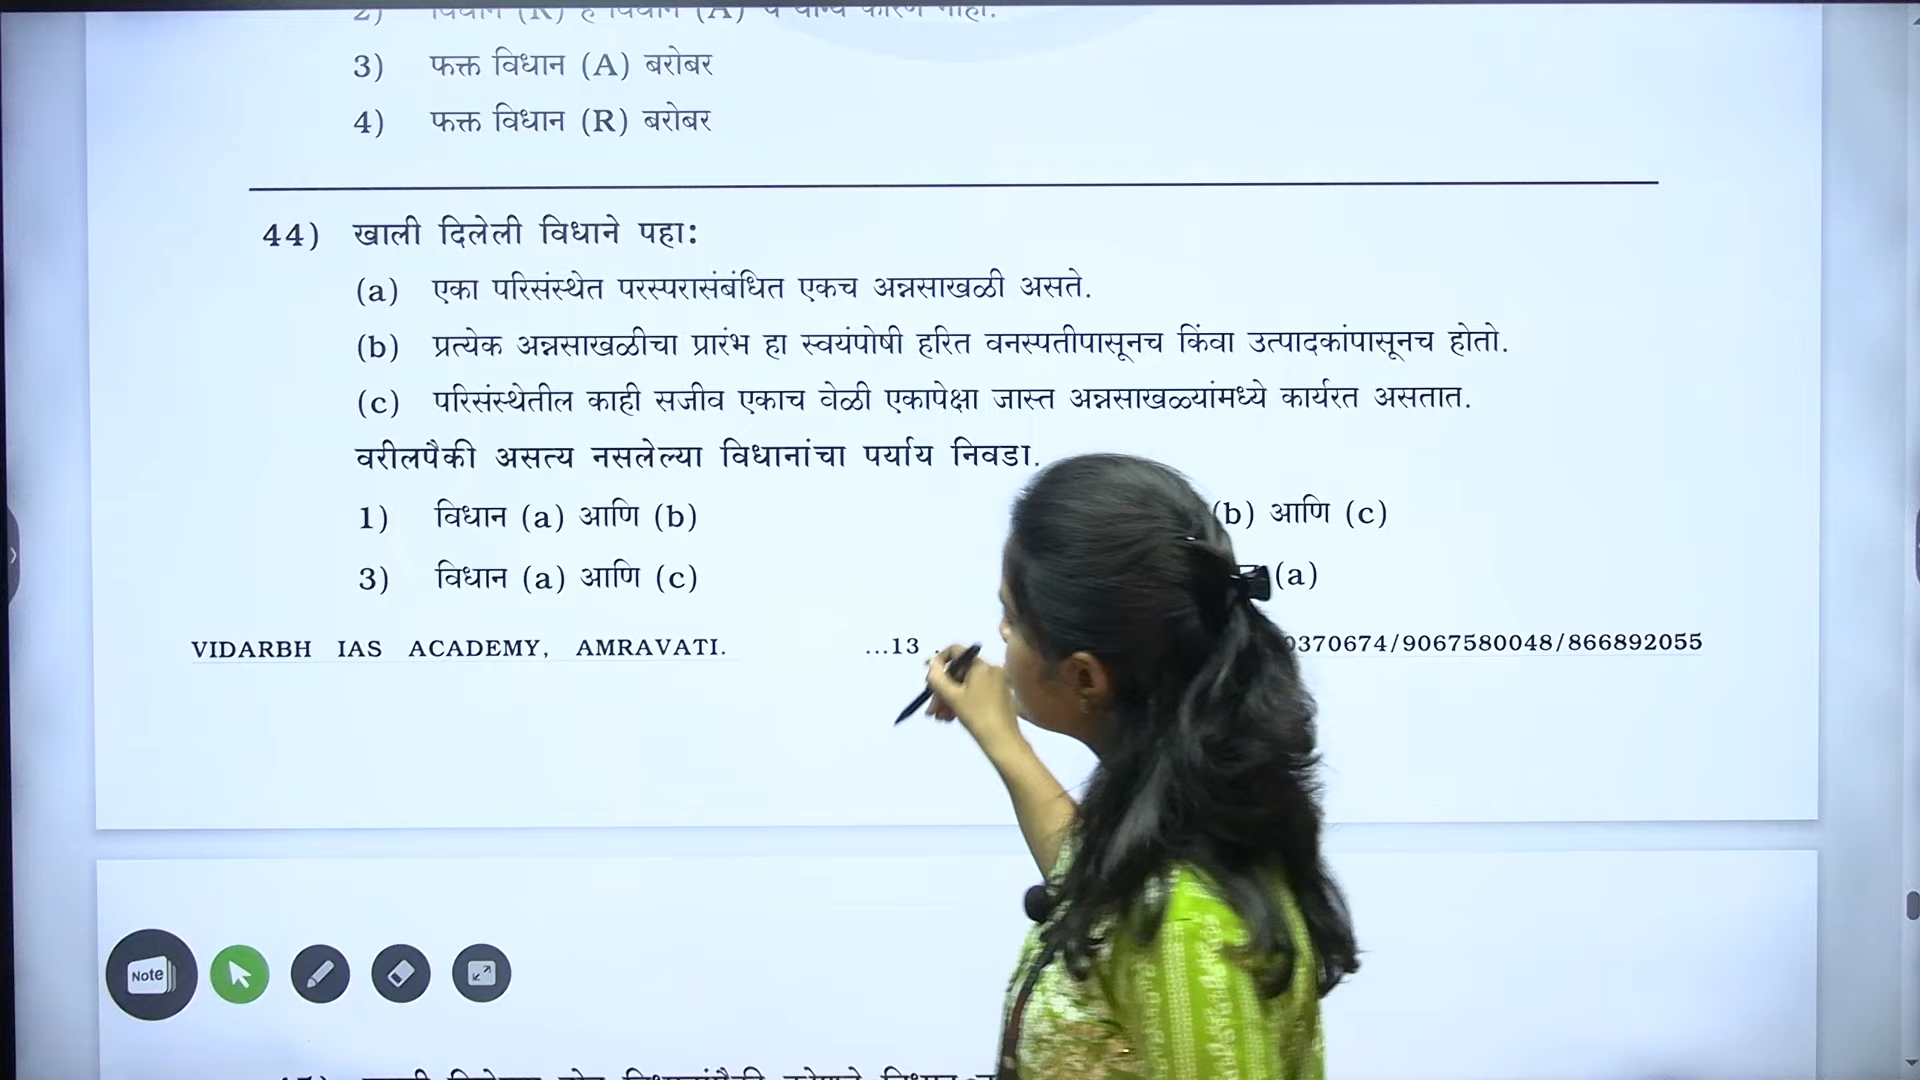 3) फक्त विधान (A) बरोबर
4) फक्त विधान (R) बरोबर
44) खाली दिलेली विधाने पहा:
(a) एका परिसंस्थेत परस्परासंबंधित एकच अन्नसाखळी असते.
(b) प्रत्येक अन्नसाखळीचा प्रारंभ हा स्वयंपोषी हरित वनस्पतीपासूनच किंवा उत्पादकांपासूनच होतो.
(c) परिसंस्थेतील काही सजीव एकाच वेळी एकापेक्षा जास्त अन्नसाखळ्यांमध्ये कार्यरत असतात.
वरीलपैकी असत्य नसलेल्या विधानांचा पर्याय निवडा.
1) विधान (a) आणि (b) (b) आणि (c)
3) विधान (a) आणि (c) (a)
VIDARBH IAS ACADEMY, AMRAVATI. ...13 0370674/9067580048/866892055
Note